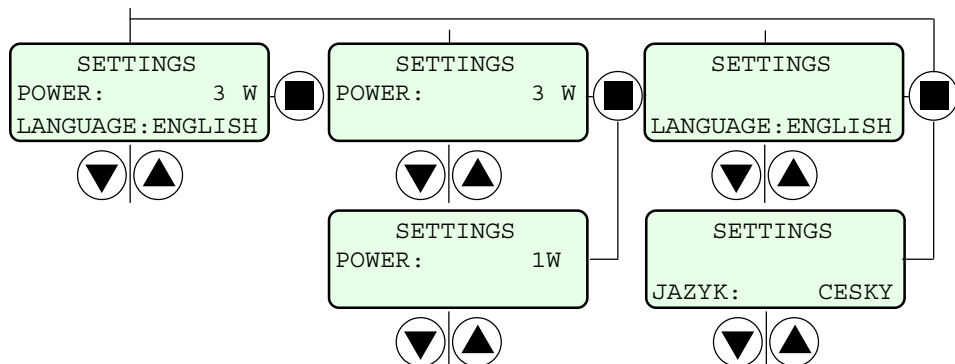 SETTINGS
POWER: 3 W
LANGUAGE:ENGLISH
SETTINGS
POWER: 3 W
SETTINGS
LANGUAGE:ENGLISH
SETTINGS
POWER: 1W
SETTINGS
JAZYK: CESKY